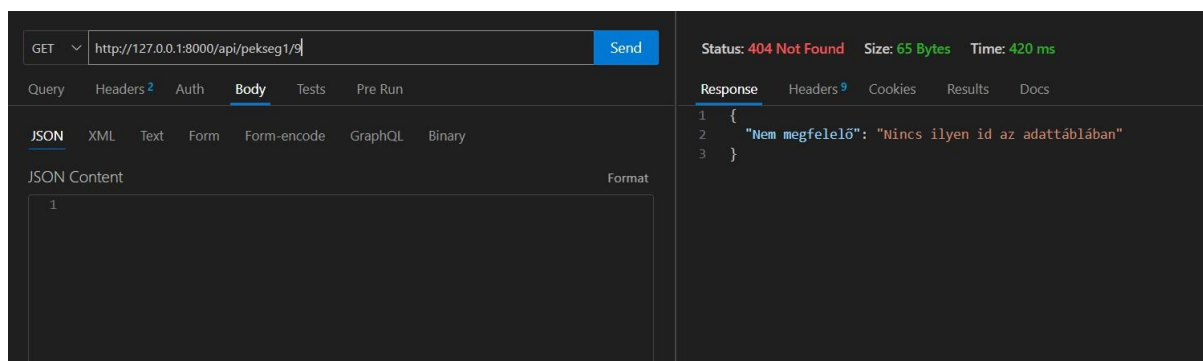 GET http://127.0.0.1:8000/api/pekseg1/9 Send
Query Headers 2 Auth Body Tests Pre Run
JSON XML Text Form Form-encode GraphQL Binary
JSON Content Format
1
Status: 404 Not Found Size: 65 Bytes Time: 420 ms
Response Headers 9 Cookies Results Docs
1 {
2 "Nem megfelelő": "Nincs ilyen id az adattáblában"
3 }